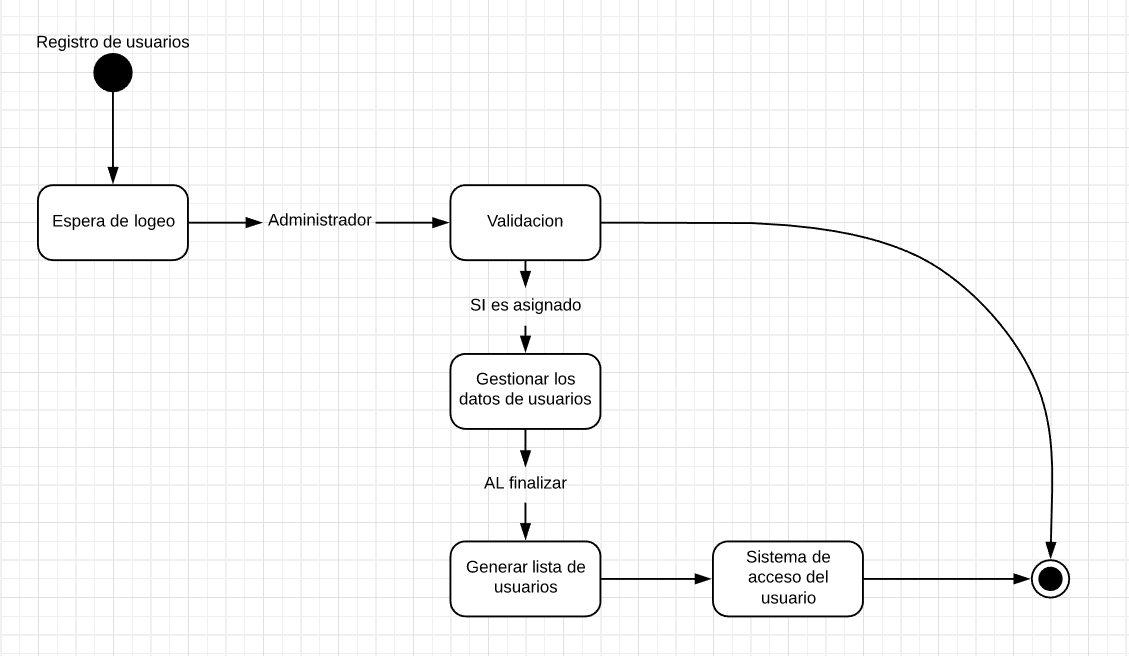 Registro de usuarios
Espera de logeo
Administrador
Validacion
SI es asignado
Gestionar los
datos de usuarios
AL finalizar
Generar lista de
usuarios
Sistema de
acceso del
usuario